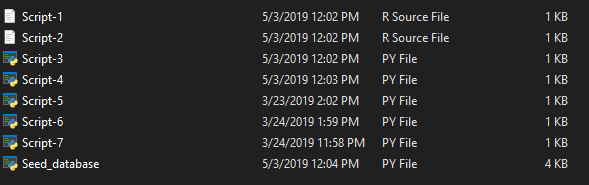 Script-1 5/3/2019 12:02 PM R Source File 1 KB
Script-2 5/3/2019 12:02 PM R Source File 1 KB
Script-3 5/3/2019 12:02 PM PY File 1 KB
Script-4 5/3/2019 12:03 PM PY File 1 KB
Script-5 3/23/2019 2:02 PM PY File 1 KB
Script-6 3/24/2019 1:59 PM PY File 1 KB
Script-7 3/24/2019 11:58 PM PY File 1 KB
Seed_database 5/3/2019 12:04 PM PY File 4 KB